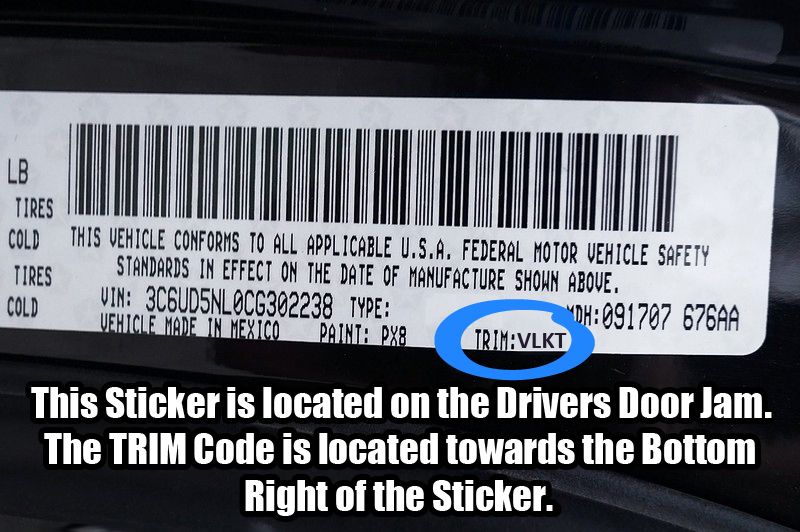 LB
TIRES
COLD
TIRES
COLD
THIS VEHICLE CONFORMS TO ALL APPLICABLE U.S.A. FEDERAL MOTOR VEHICLE SAFETY
STANDARDS IN EFFECT ON THE DATE OF MANUFACTURE SHOWN ABOVE.
VIN: 3C6UD5NL0CG302238 TYPE: MDH:091707 676AA
VEHICLE MADE IN MEXICO PAINT: PX8 TRIM:VLKT
This Sticker is located on the Drivers Door Jam.
The TRIM Code is located towards the Bottom
Right of the Sticker.